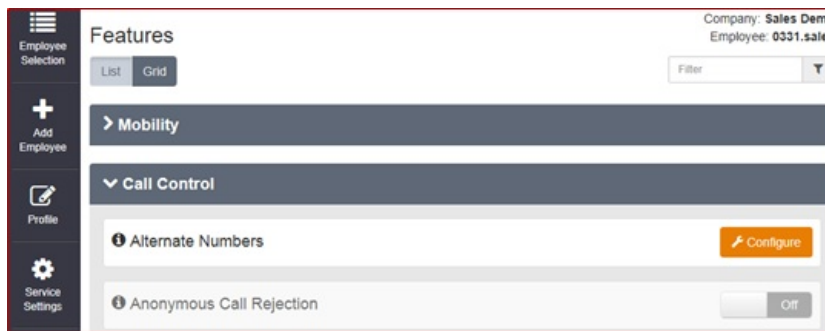 Employee
Selection
Add
Employee
Profile
Service
Settings
Features
Company: Sales Dem
Employee: 0331.sale
List Grid
Filter
Mobility
Call Control
Alternate Numbers
Configure
Anonymous Call Rejection
Off